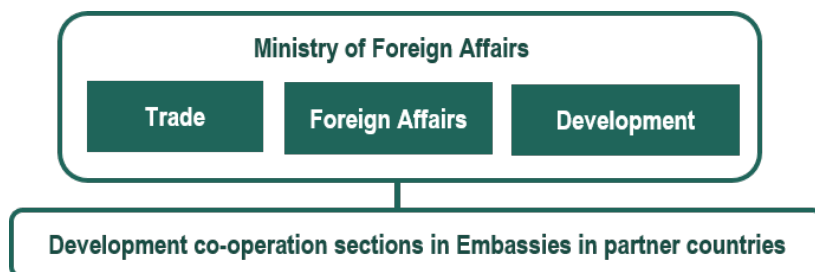 Ministry of Foreign Affairs
Trade
Foreign Affairs
Development
Development co-operation sections in Embassies in partner countries